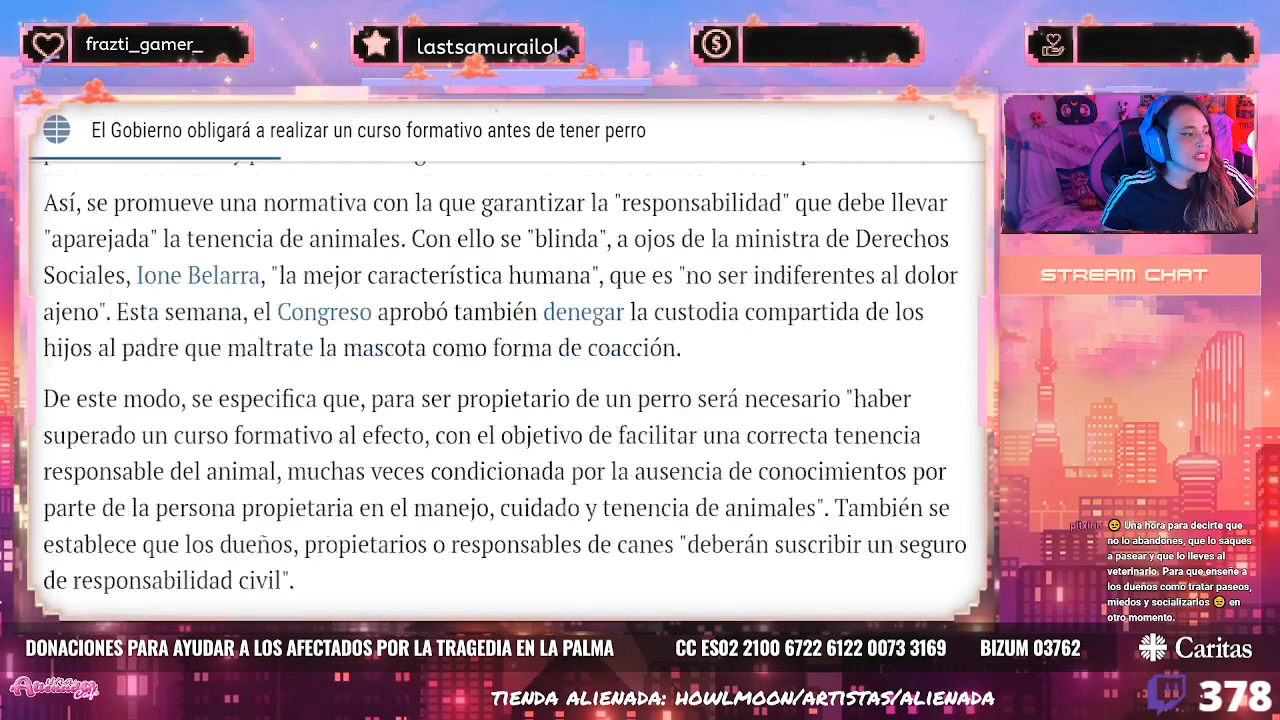 frazti_gamer_
lastsamurailol
El Gobierno obligará a realizar un curso formativo antes de tener perro
Así, se promueve una normativa con la que garantizar la "responsabilidad" que debe llevar
"aparejada" la tenencia de animales. Con ello se "blinda", a ojos de la ministra de Derechos
Sociales, Ione Belarra, "la mejor característica humana", que es "no ser indiferentes al dolor
ajeno". Esta semana, el Congreso aprobó también denegar la custodia compartida de los
hijos al padre que maltrate la mascota como forma de coacción.
De este modo, se especifica que, para ser propietario de un perro será necesario "haber
superado un curso formativo al efecto, con el objetivo de facilitar una correcta tenencia
responsable del animal, muchas veces condicionada por la ausencia de conocimientos por
parte de la persona propietaria en el manejo, cuidado y tenencia de animales". También se
establece que los dueños, propietarios o responsables de canes "deberán suscribir un seguro
de responsabilidad civil".
STREAM CHAT
Una hora para decirte que
no lo abandones, que lo saques
a pasear y que lo lleves al
veterinario. Para que enseñe a
los dueños como tratar paseos,
miedos y socializarlos en
otro momento.
DONACIONES PARA AYUDAR A LOS AFECTADOS POR LA TRAGEDIA EN LA PALMA
CC ES02 2100 6722 6122 0073 3169
BIZUM 03762
Caritas
TIENDA ALIENADA: HOWLMOON/ARTISTAS/ALIENADA
378